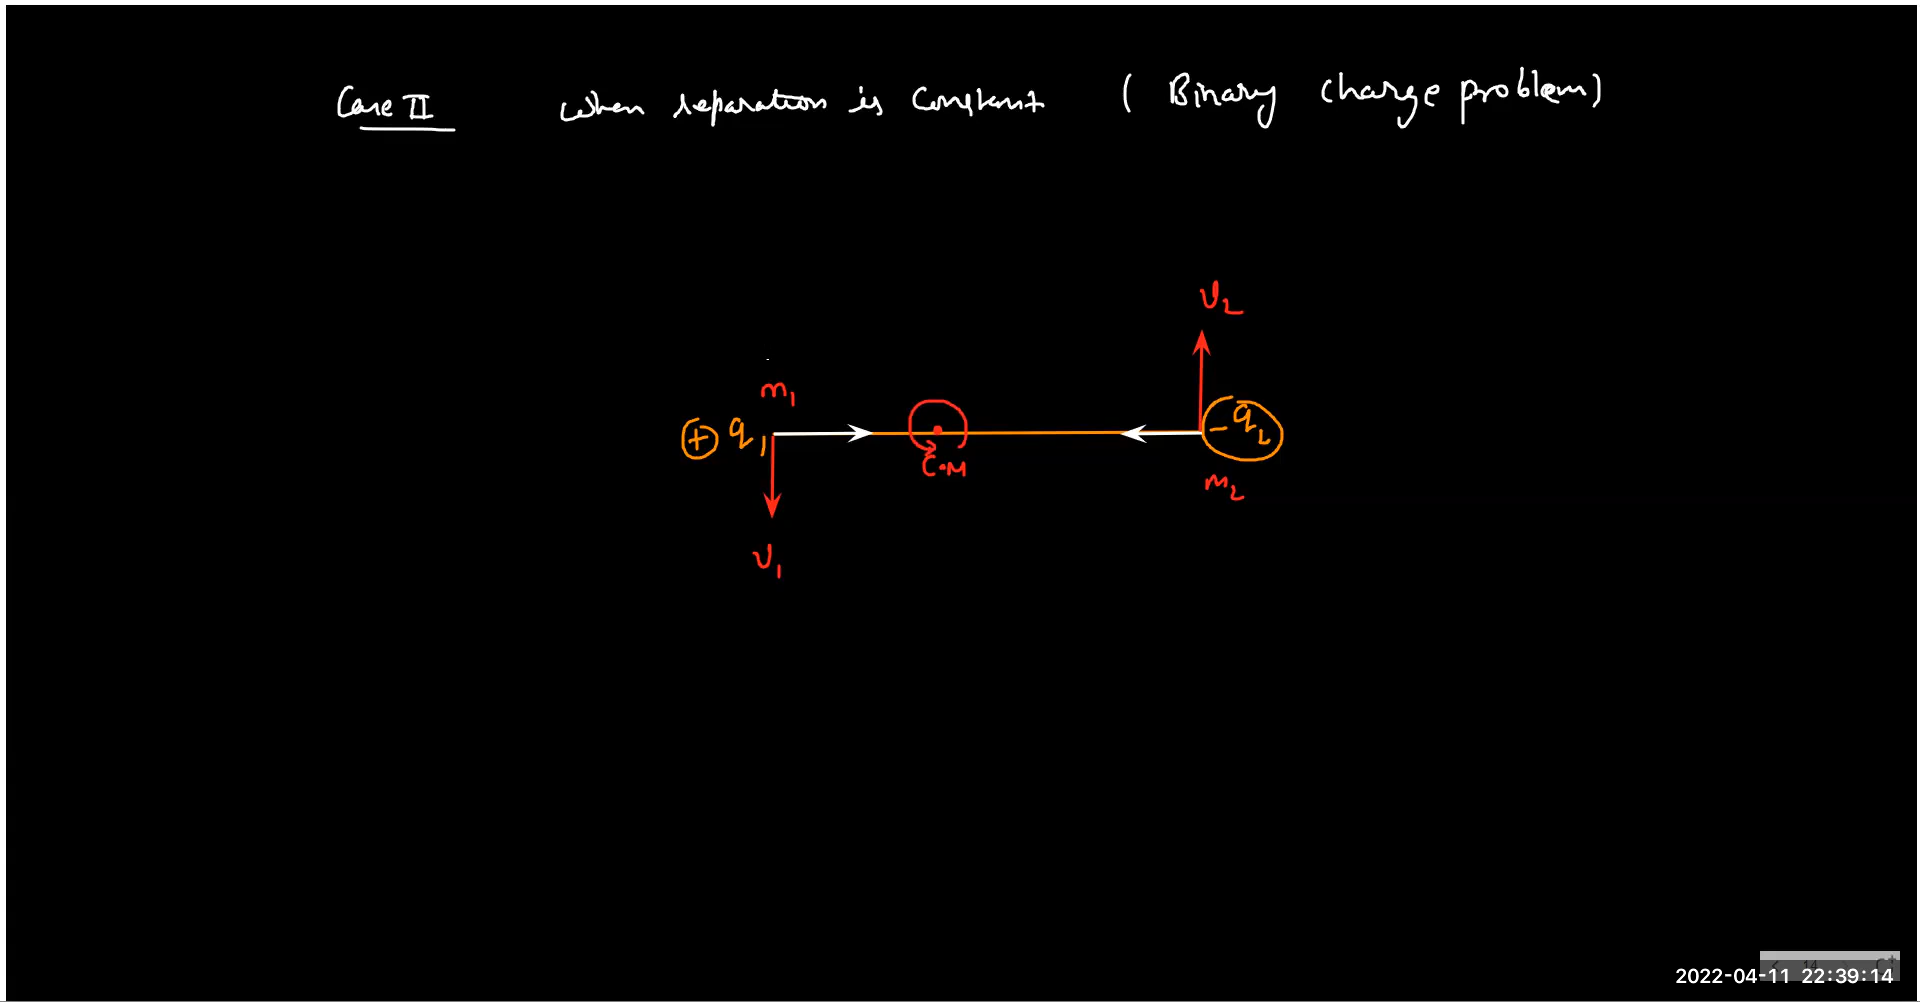 Case II when separation is constant ( Binary charge problem)
v2
m1
+ q1 - q2
C.M
m2
v1
2022-04-11 22:39:14